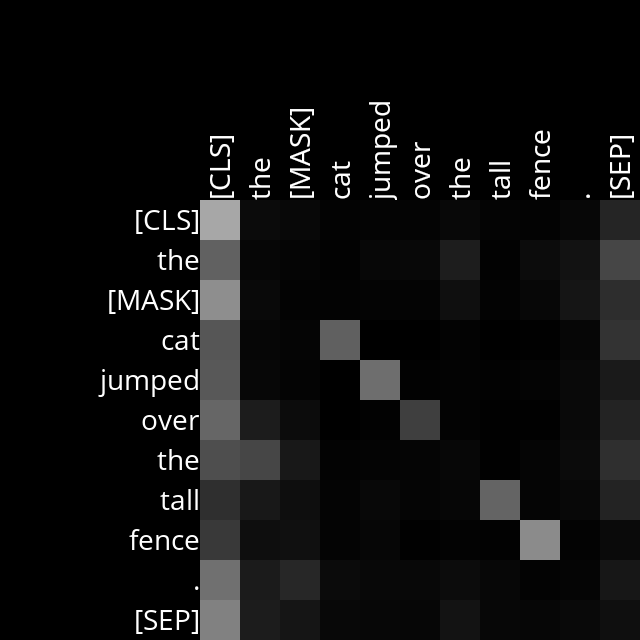 [CLS]
the
[MASK]
cat
jumped
over
the
tall
fence
.
[SEP]
[CLS]
the
[MASK]
cat
jumped
over
the
tall
fence
.
[SEP]